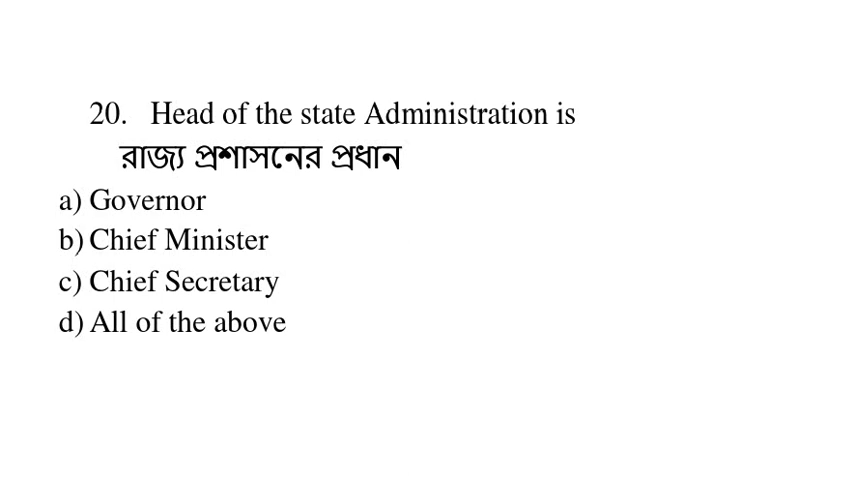 20. Head of the state Administration is
রাজ্য প্রশাসনের প্রধান
a) Governor
b) Chief Minister
c) Chief Secretary
d) All of the above